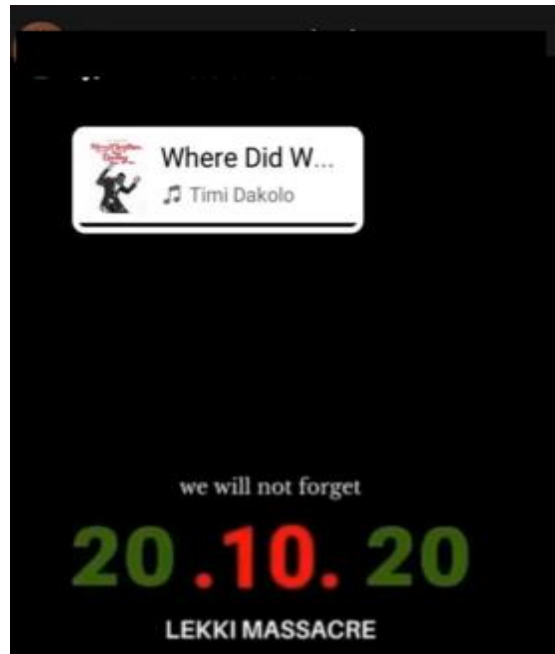 Where Did W...
Timi Dakolo
we will not forget
20 .10. 20
LEKKI MASSACRE